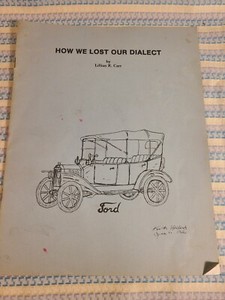 HOW WE LOST OUR DIALECT
by
Lillian B. Carr
Ford